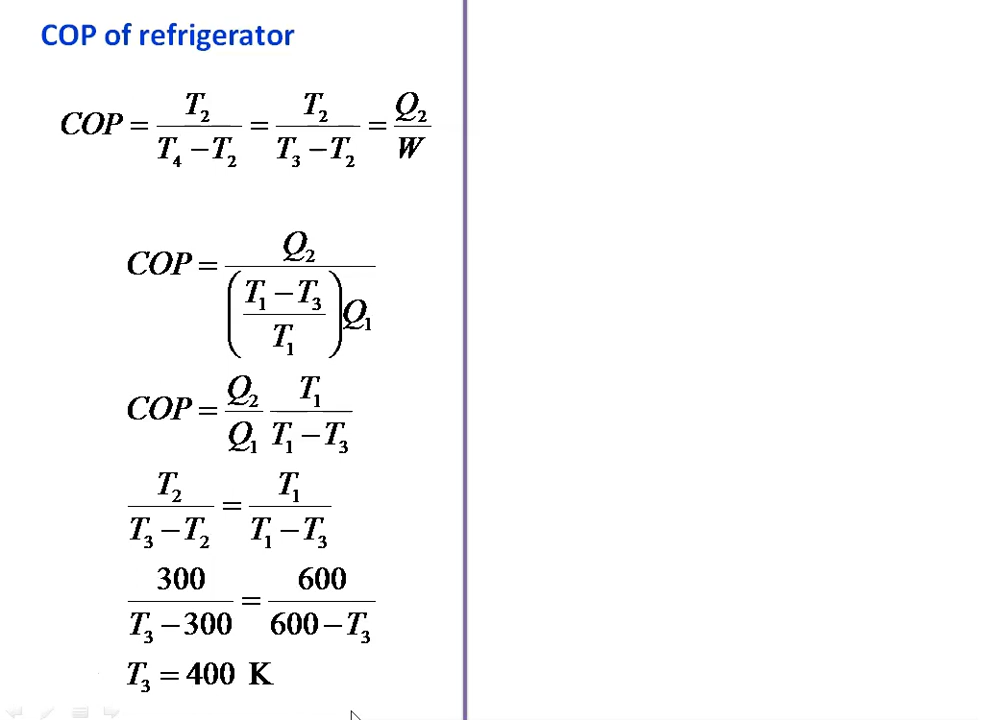 COP of refrigerator
COP = T₂ / (T₄ − T₂) = T₂ / (T₃ − T₂) = Q₂ / W
COP = Q₂ / (((T₁ − T₃) / T₁) Q₁)
COP = (Q₂ / Q₁) (T₁ / (T₁ − T₃))
T₂ / (T₃ − T₂) = T₁ / (T₁ − T₃)
300 / (T₃ − 300) = 600 / (600 − T₃)
T₃ = 400 K